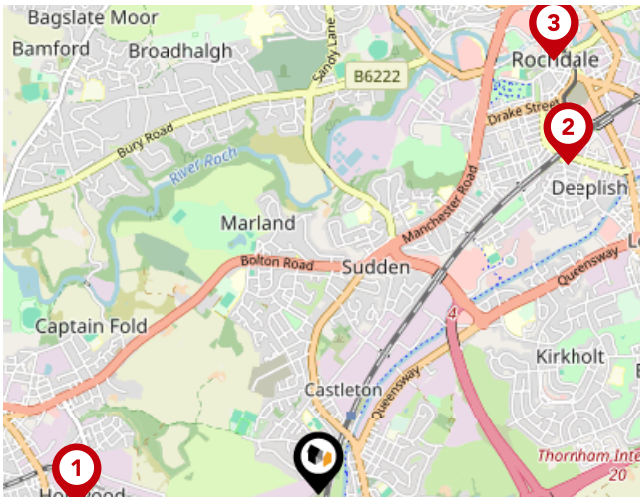 Bagslate Moor
Bamford
Broadhalgh
Sandy Lane
B6222
3
Rochdale
Drake Street
2
Bury Road
River Roch
Deeplish
Marland
Manchester Road
Bolton Road
Sudden
Queensway
4
Captain Fold
Kirkholt
Castleton
Queensway
1
Thornham Inte
20